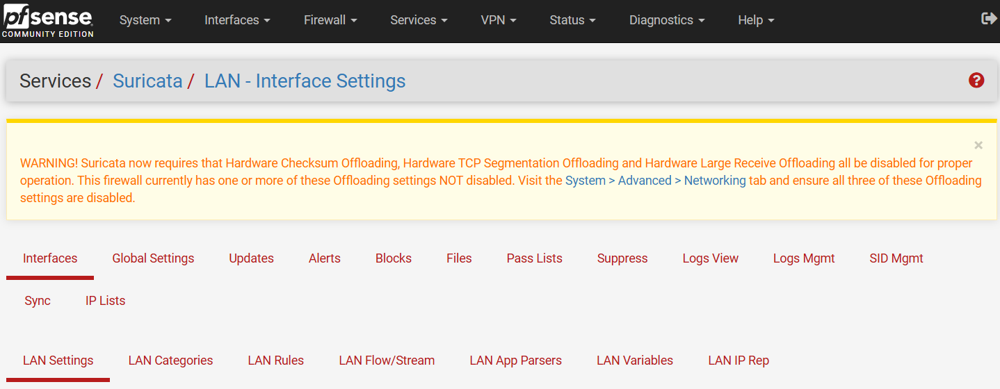 pfsense COMMUNITY EDITION System Interfaces Firewall Services VPN Status Diagnostics Help
Services / Suricata / LAN - Interface Settings
WARNING! Suricata now requires that Hardware Checksum Offloading, Hardware TCP Segmentation Offloading and Hardware Large Receive Offloading all be disabled for proper
operation. This firewall currently has one or more of these Offloading settings NOT disabled. Visit the System > Advanced > Networking tab and ensure all three of these Offloading
settings are disabled.
Interfaces Global Settings Updates Alerts Blocks Files Pass Lists Suppress Logs View Logs Mgmt SID Mgmt
Sync IP Lists
LAN Settings LAN Categories LAN Rules LAN Flow/Stream LAN App Parsers LAN Variables LAN IP Rep